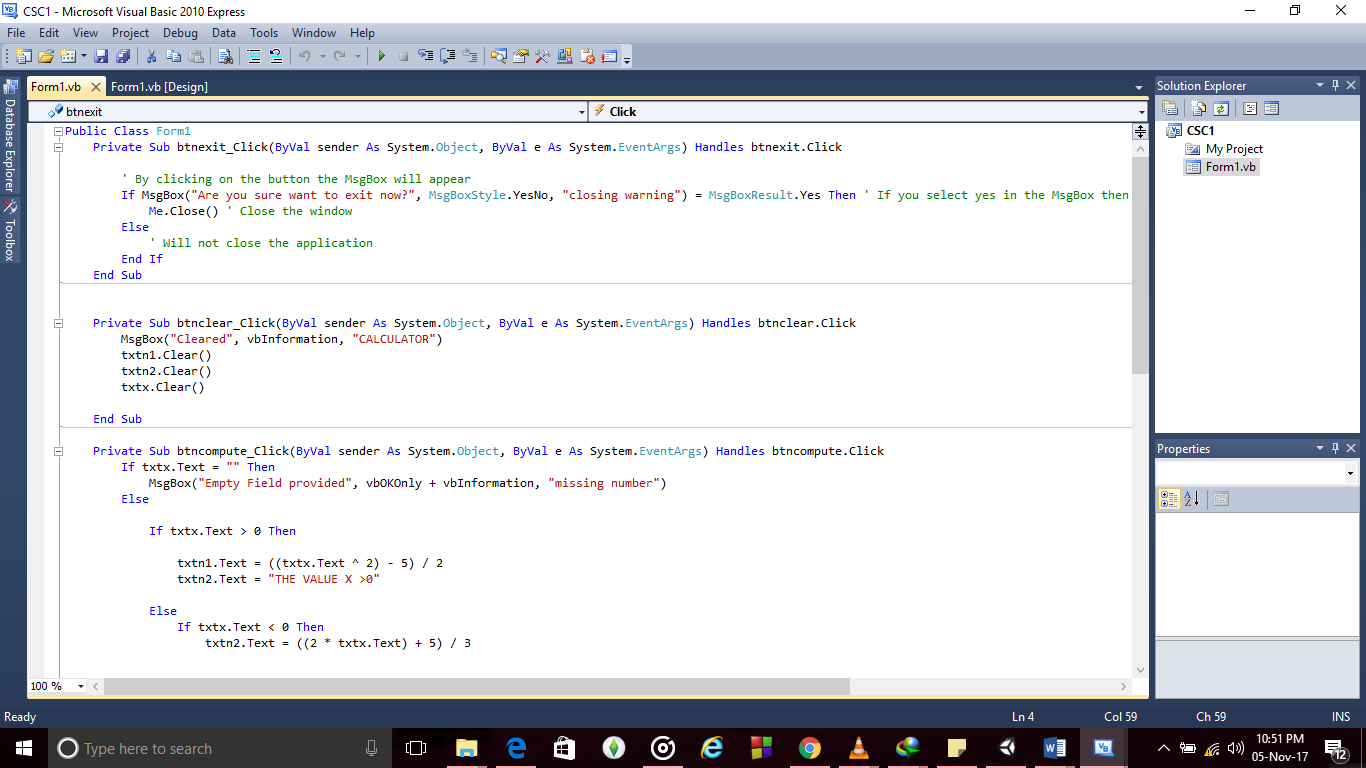 CSC1 - Microsoft Visual Basic 2010 Express
File Edit View Project Debug Data Tools Window Help
Form1.vb Form1.vb [Design]
Database Explorer
Toolbox
btnexit Click
Public Class Form1
Private Sub btnexit_Click(ByVal sender As System.Object, ByVal e As System.EventArgs) Handles btnexit.Click
' By clicking on the button the MsgBox will appear
If MsgBox("Are you sure want to exit now?", MsgBoxStyle.YesNo, "closing warning") = MsgBoxResult.Yes Then ' If you select yes in the MsgBox then
Me.Close() ' Close the window
Else
' Will not close the application
End If
End Sub
Private Sub btnclear_Click(ByVal sender As System.Object, ByVal e As System.EventArgs) Handles btnclear.Click
MsgBox("Cleared", vbInformation, "CALCULATOR")
txtn1.Clear()
txtn2.Clear()
txtx.Clear()
End Sub
Private Sub btncompute_Click(ByVal sender As System.Object, ByVal e As System.EventArgs) Handles btncompute.Click
If txtx.Text = "" Then
MsgBox("Empty Field provided", vbOKOnly + vbInformation, "missing number")
Else
If txtx.Text > 0 Then
txtn1.Text = ((txtx.Text ^ 2) - 5) / 2
txtn2.Text = "THE VALUE X >0"
Else
If txtx.Text < 0 Then
txtn2.Text = ((2 * txtx.Text) + 5) / 3
100 %
Solution Explorer
CSC1
My Project
Form1.vb
Properties
Ready Ln 4 Col 59 Ch 59 INS
Type here to search
10:51 PM
05-Nov-17
12